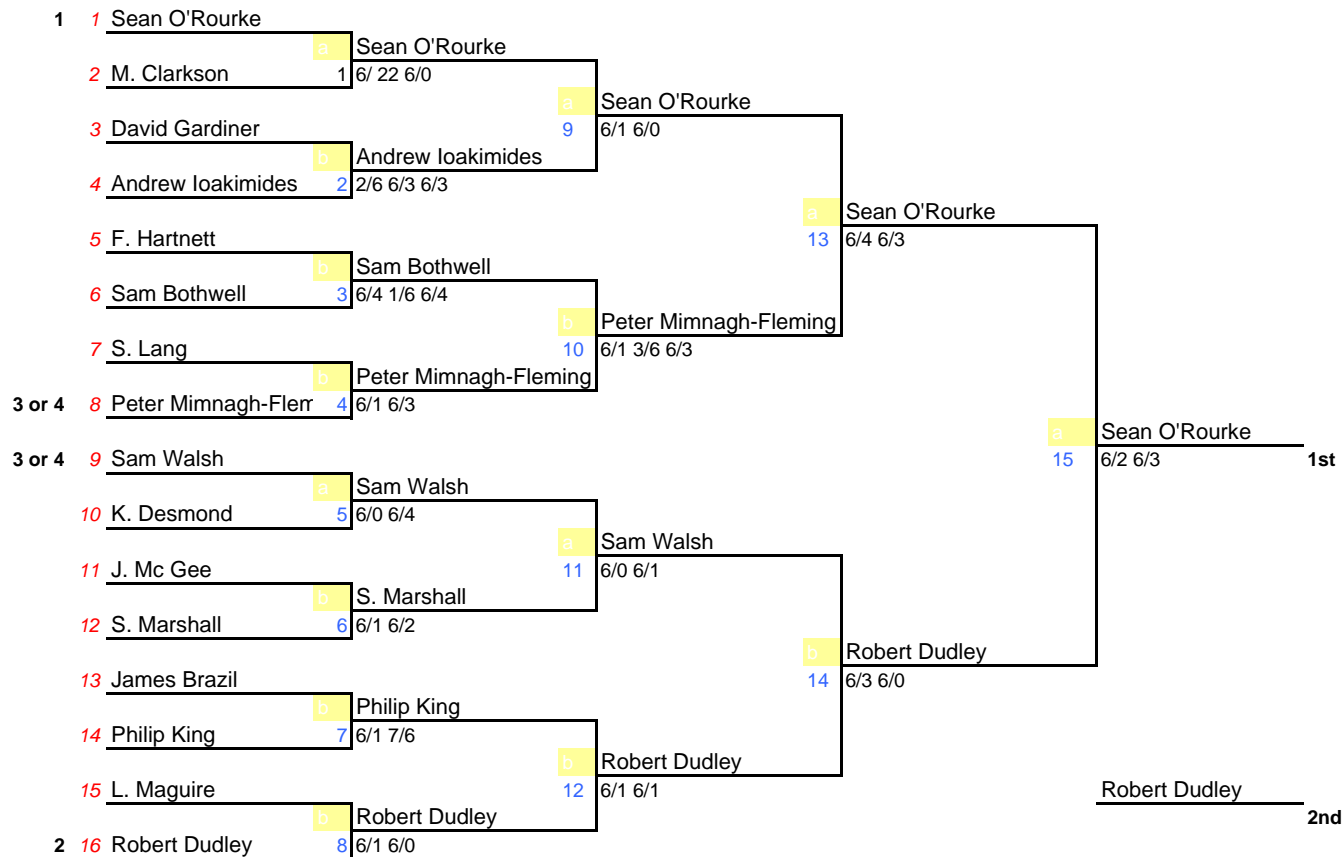 1 1 Sean O'Rourke
a Sean O'Rourke
2 M. Clarkson 1 6/ 22 6/0
a Sean O'Rourke
3 David Gardiner 9 6/1 6/0
b Andrew Ioakimides
4 Andrew Ioakimides 2 2/6 6/3 6/3
a Sean O'Rourke
5 F. Hartnett 13 6/4 6/3
b Sam Bothwell
6 Sam Bothwell 3 6/4 1/6 6/4
b Peter Mimnagh-Fleming
7 S. Lang 10 6/1 3/6 6/3
b Peter Mimnagh-Fleming
3 or 4 8 Peter Mimnagh-Flem 4 6/1 6/3
a Sean O'Rourke
3 or 4 9 Sam Walsh 15 6/2 6/3 1st
a Sam Walsh
10 K. Desmond 5 6/0 6/4
a Sam Walsh
11 J. Mc Gee 11 6/0 6/1
b S. Marshall
12 S. Marshall 6 6/1 6/2
b Robert Dudley
13 James Brazil 14 6/3 6/0
b Philip King
14 Philip King 7 6/1 7/6
b Robert Dudley
15 L. Maguire 12 6/1 6/1 Robert Dudley
b Robert Dudley 2nd
2 16 Robert Dudley 8 6/1 6/0